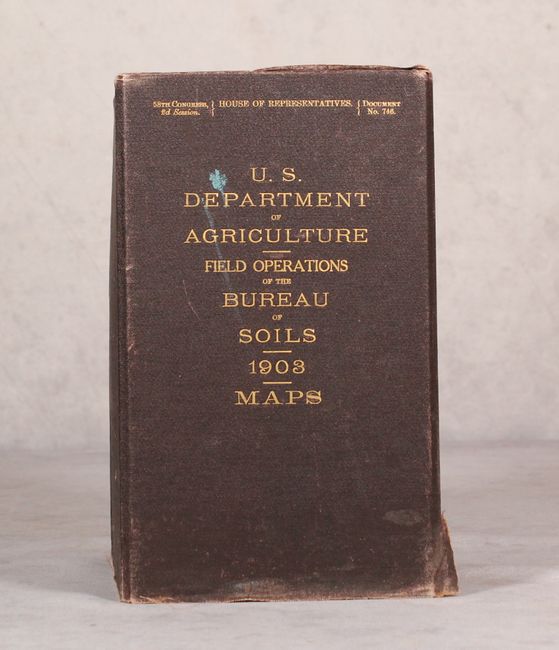 58TH CONGRESS, } HOUSE OF REPRESENTATIVES. { DOCUMENT
2d Session. No. 746.
U. S.
DEPARTMENT
OF
AGRICULTURE
FIELD OPERATIONS
OF THE
BUREAU
OF
SOILS
1903
MAPS